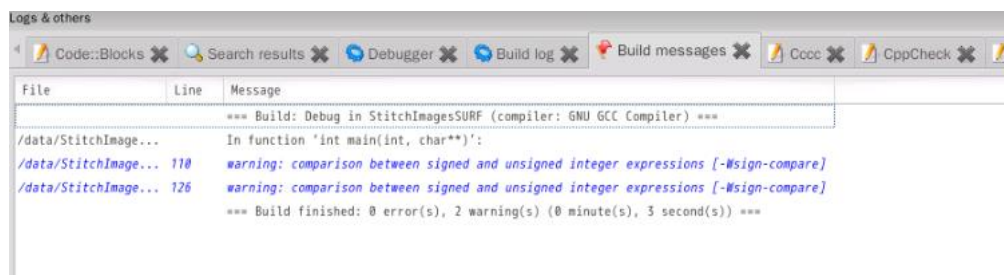 Logs & others
Code::Blocks Search results Debugger Build log Build messages Cccc CppCheck
File Line Message
=== Build: Debug in StitchImagesSURF (compiler: GNU GCC Compiler) ===
/data/StitchImage... In function 'int main(int, char**)':
/data/StitchImage... 110 warning: comparison between signed and unsigned integer expressions [-Wsign-compare]
/data/StitchImage... 126 warning: comparison between signed and unsigned integer expressions [-Wsign-compare]
=== Build finished: 0 error(s), 2 warning(s) (0 minute(s), 3 second(s)) ===